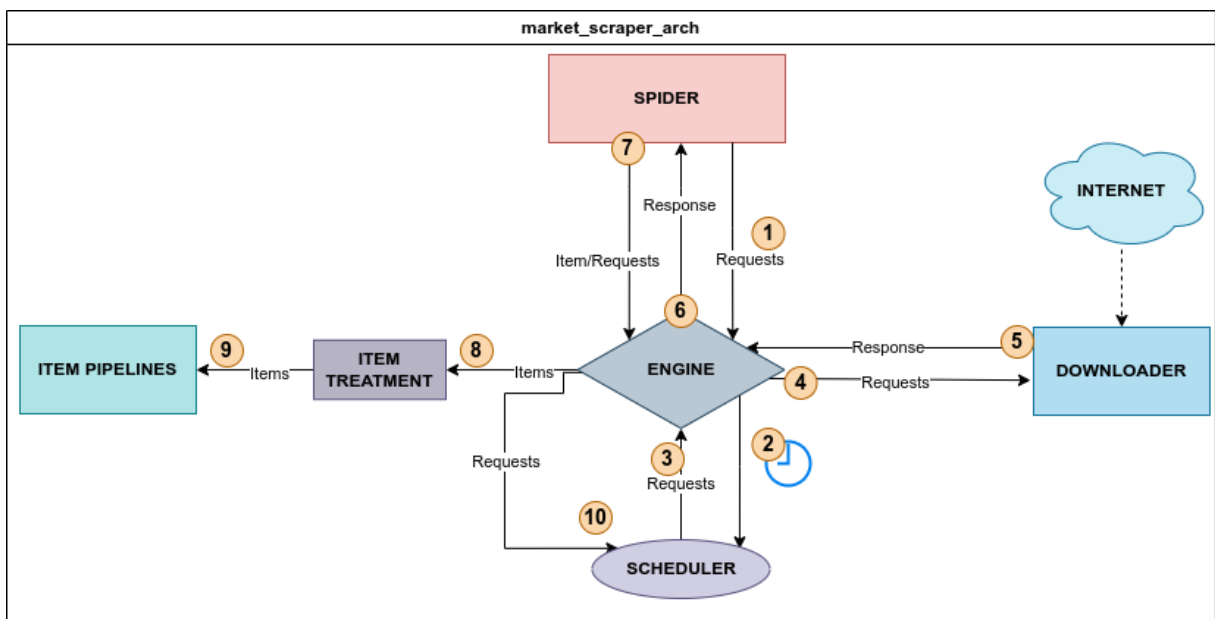 market_scraper_arch
SPIDER
7
Response
1
Item/Requests
Requests
INTERNET
6
9
8
5
Response
ITEM PIPELINES
Items
ITEM
TREATMENT
Items
ENGINE
4
Requests
DOWNLOADER
2
3
Requests
Requests
10
SCHEDULER